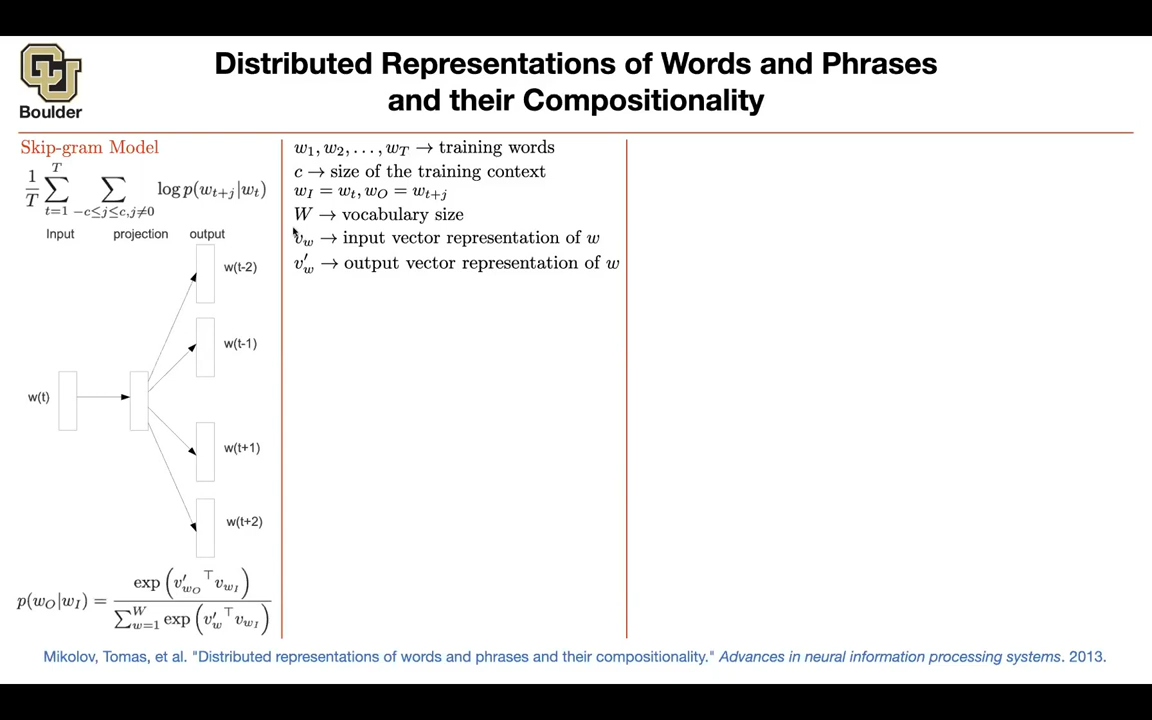 Distributed Representations of Words and Phrases
and their Compositionality
CU
Boulder
Skip-gram Model
1/T ∑_{t=1}^{T} ∑_{-c≤j≤c,j≠0} log p(w_{t+j}|w_t)
Input projection output
w(t-2)
w(t-1)
w(t)
w(t+1)
w(t+2)
p(w_O|w_I) = exp(v'_{w_O}^⊤ v_{w_I}) / ∑_{w=1}^{W} exp(v'_w^⊤ v_{w_I})
w_1, w_2, . . . , w_T → training words
c → size of the training context
w_I = w_t, w_O = w_{t+j}
W → vocabulary size
v_w → input vector representation of w
v'_w → output vector representation of w
Mikolov, Tomas, et al. "Distributed representations of words and phrases and their compositionality." Advances in neural information processing systems. 2013.